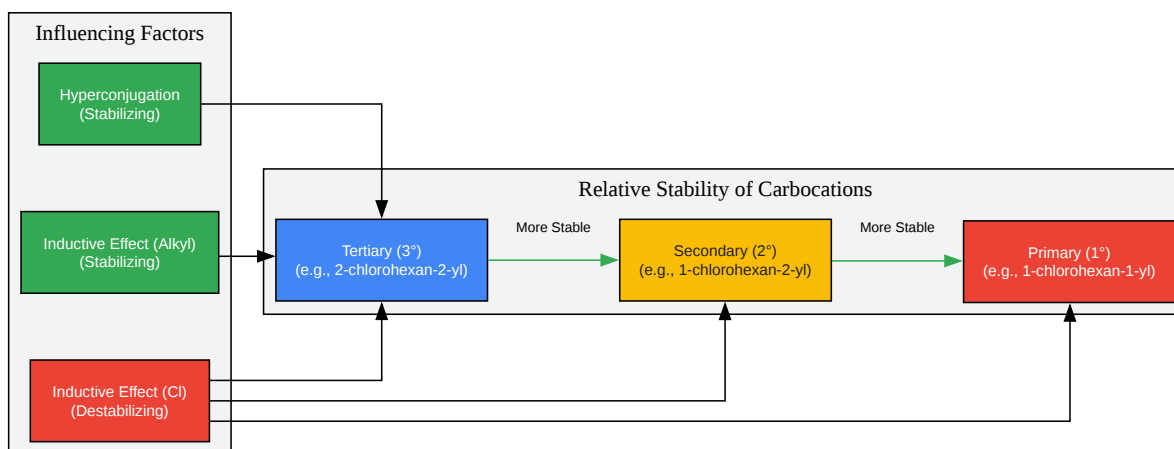 Influencing Factors
Hyperconjugation
(Stabilizing)
Inductive Effect (Alkyl)
(Stabilizing)
Inductive Effect (Cl)
(Destabilizing)
Relative Stability of Carbocations
Tertiary (3°)
(e.g., 2-chlorohexan-2-yl)
More Stable
Secondary (2°)
(e.g., 1-chlorohexan-2-yl)
More Stable
Primary (1°)
(e.g., 1-chlorohexan-1-yl)